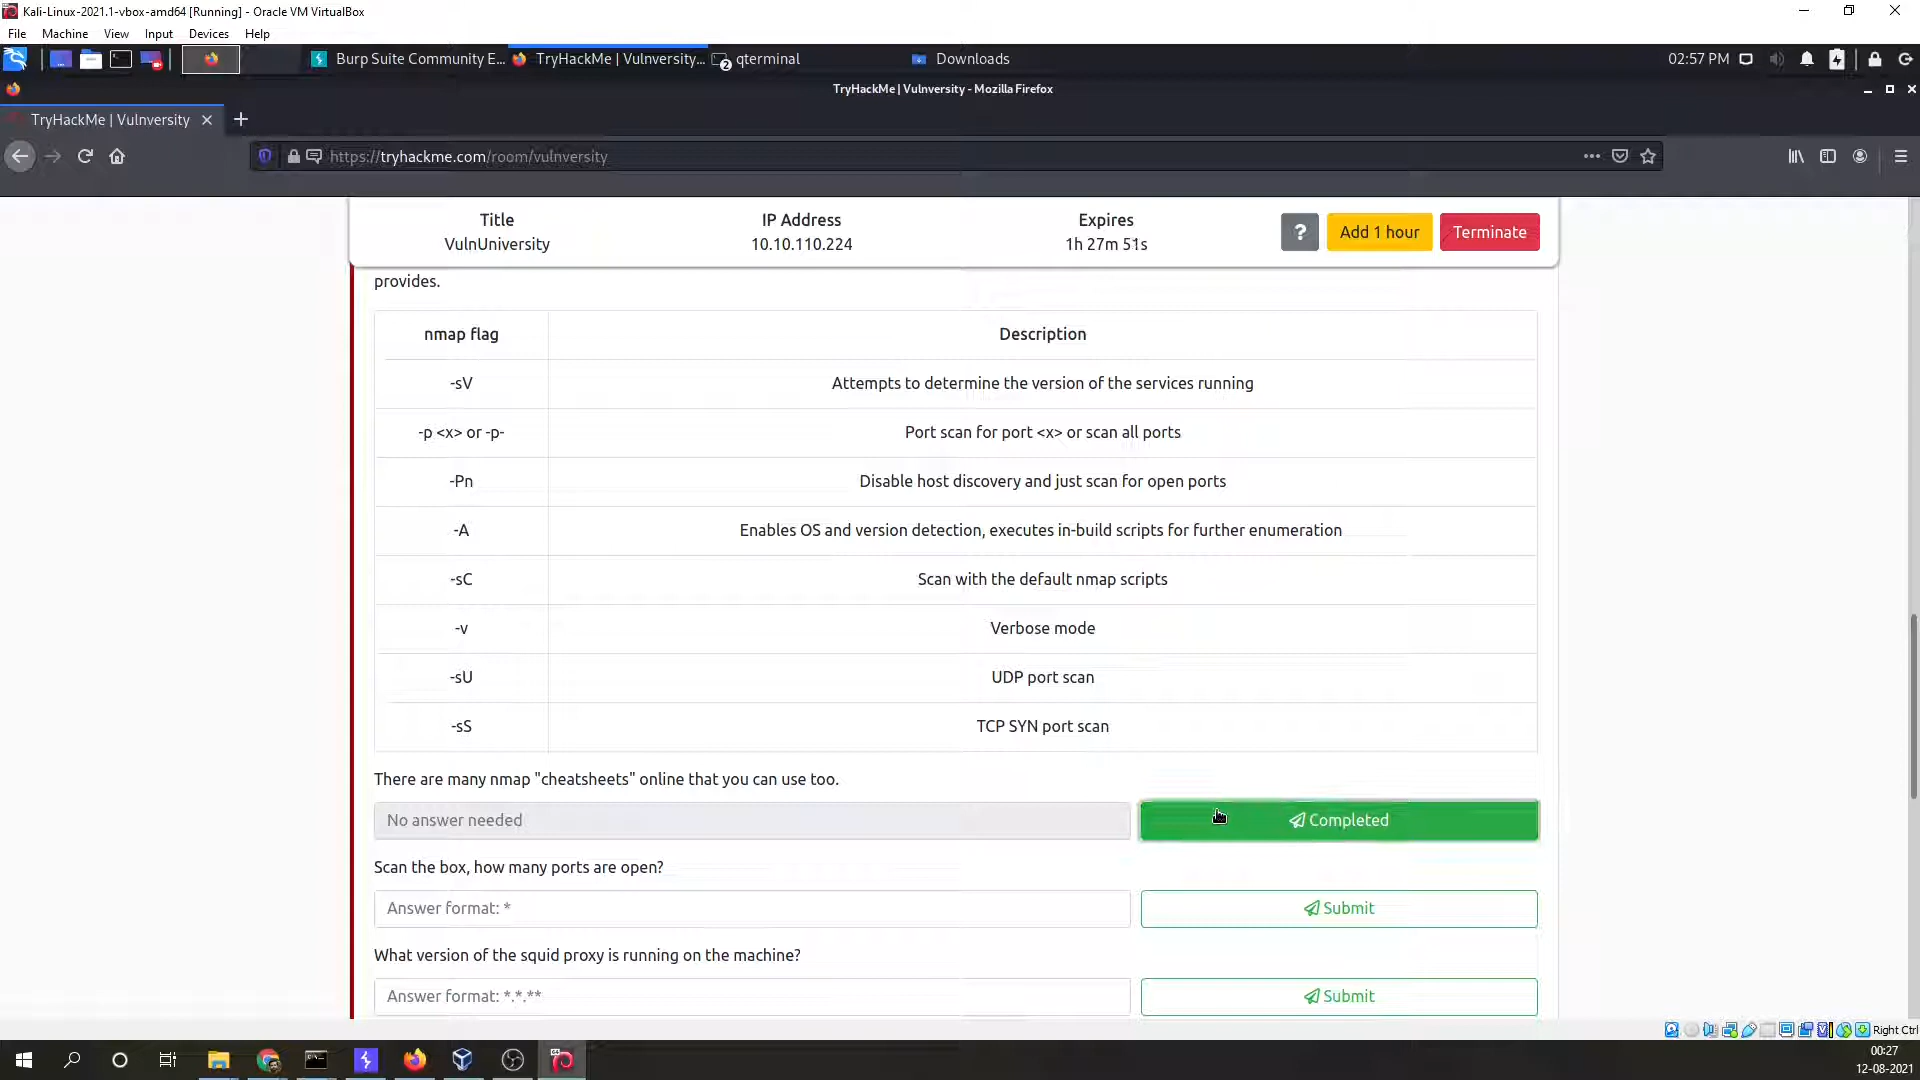 Kali-Linux-2021.1-vbox-amd64 [Running] - Oracle VM VirtualBox
File Machine View Input Devices Help
Burp Suite Community E... TryHackMe | Vulnversity... 2 qterminal Downloads 02:57 PM
TryHackMe | Vulnversity - Mozilla Firefox
TryHackMe | Vulnversity
https://tryhackme.com/room/vulnversity
Title IP Address Expires
VulnUniversity 10.10.110.224 1h 27m 51s ? Add 1 hour Terminate
provides.
nmap flag Description
-sV Attempts to determine the version of the services running
-p <x> or -p- Port scan for port <x> or scan all ports
-Pn Disable host discovery and just scan for open ports
-A Enables OS and version detection, executes in-build scripts for further enumeration
-sC Scan with the default nmap scripts
-v Verbose mode
-sU UDP port scan
-sS TCP SYN port scan
There are many nmap "cheatsheets" online that you can use too.
No answer needed Completed
Scan the box, how many ports are open?
Answer format: * Submit
What version of the squid proxy is running on the machine?
Answer format: *.*.** Submit
Right Ctrl
00:27
12-08-2021